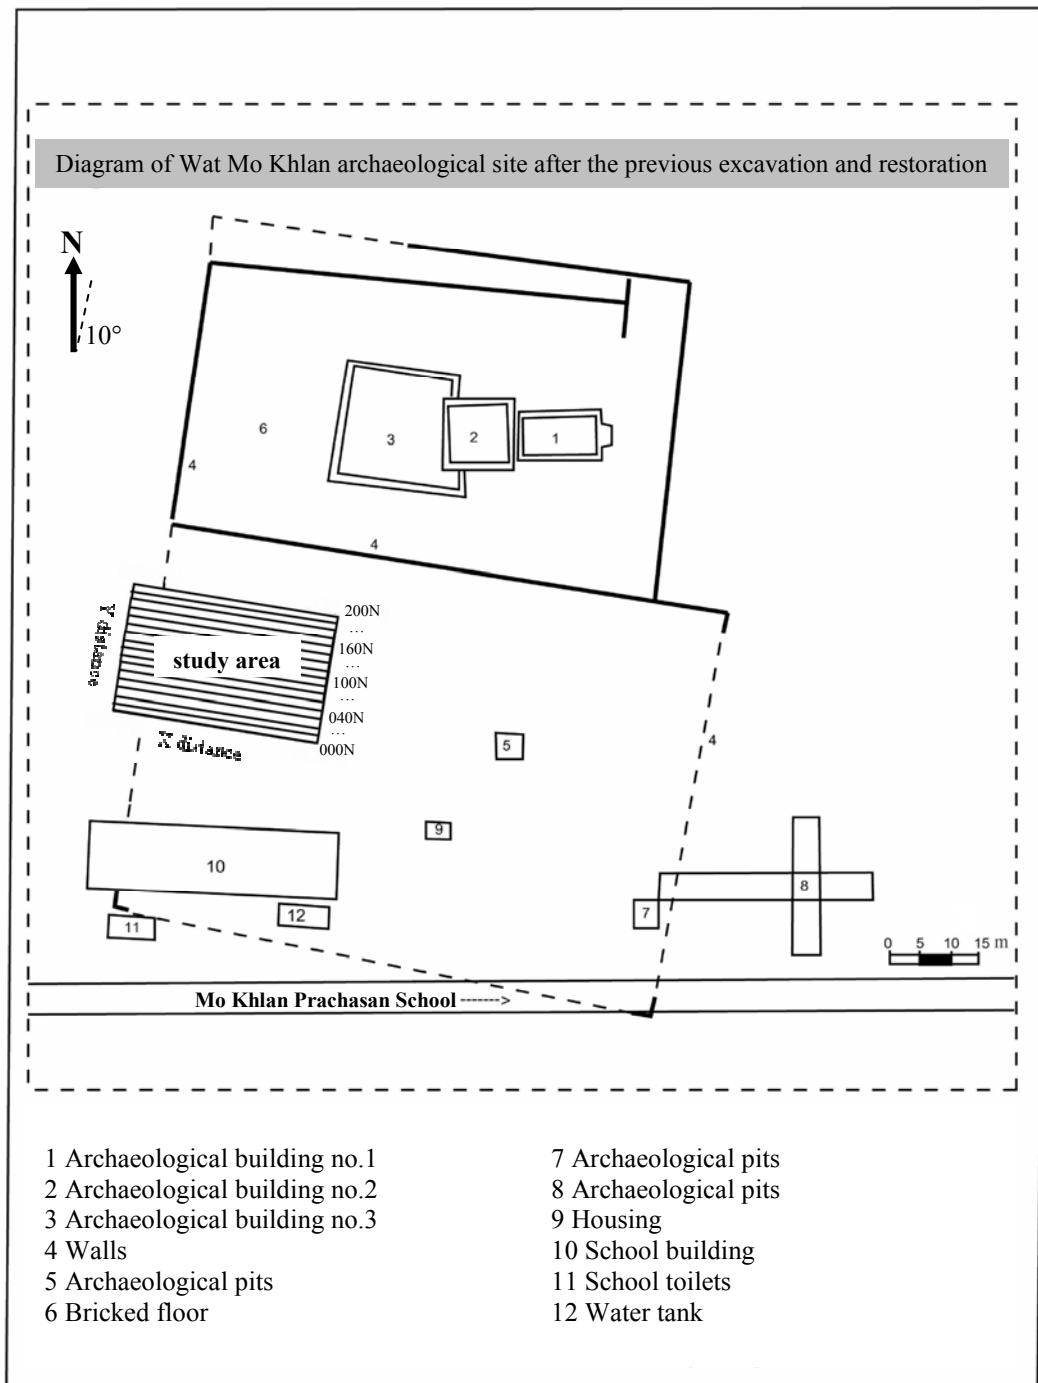 Diagram of Wat Mo Khlan archaeological site after the previous excavation and restoration
N
10°
6
3
2
1
4
4
200N
...
160N
...
100N
...
040N
...
000N
Y distance
study area
X distance
5
4
9
10
8
7
12
11
0 5 10 15 m
Mo Khlan Prachasan School ------->
1 Archaeological building no.1
2 Archaeological building no.2
3 Archaeological building no.3
4 Walls
5 Archaeological pits
6 Bricked floor
7 Archaeological pits
8 Archaeological pits
9 Housing
10 School building
11 School toilets
12 Water tank